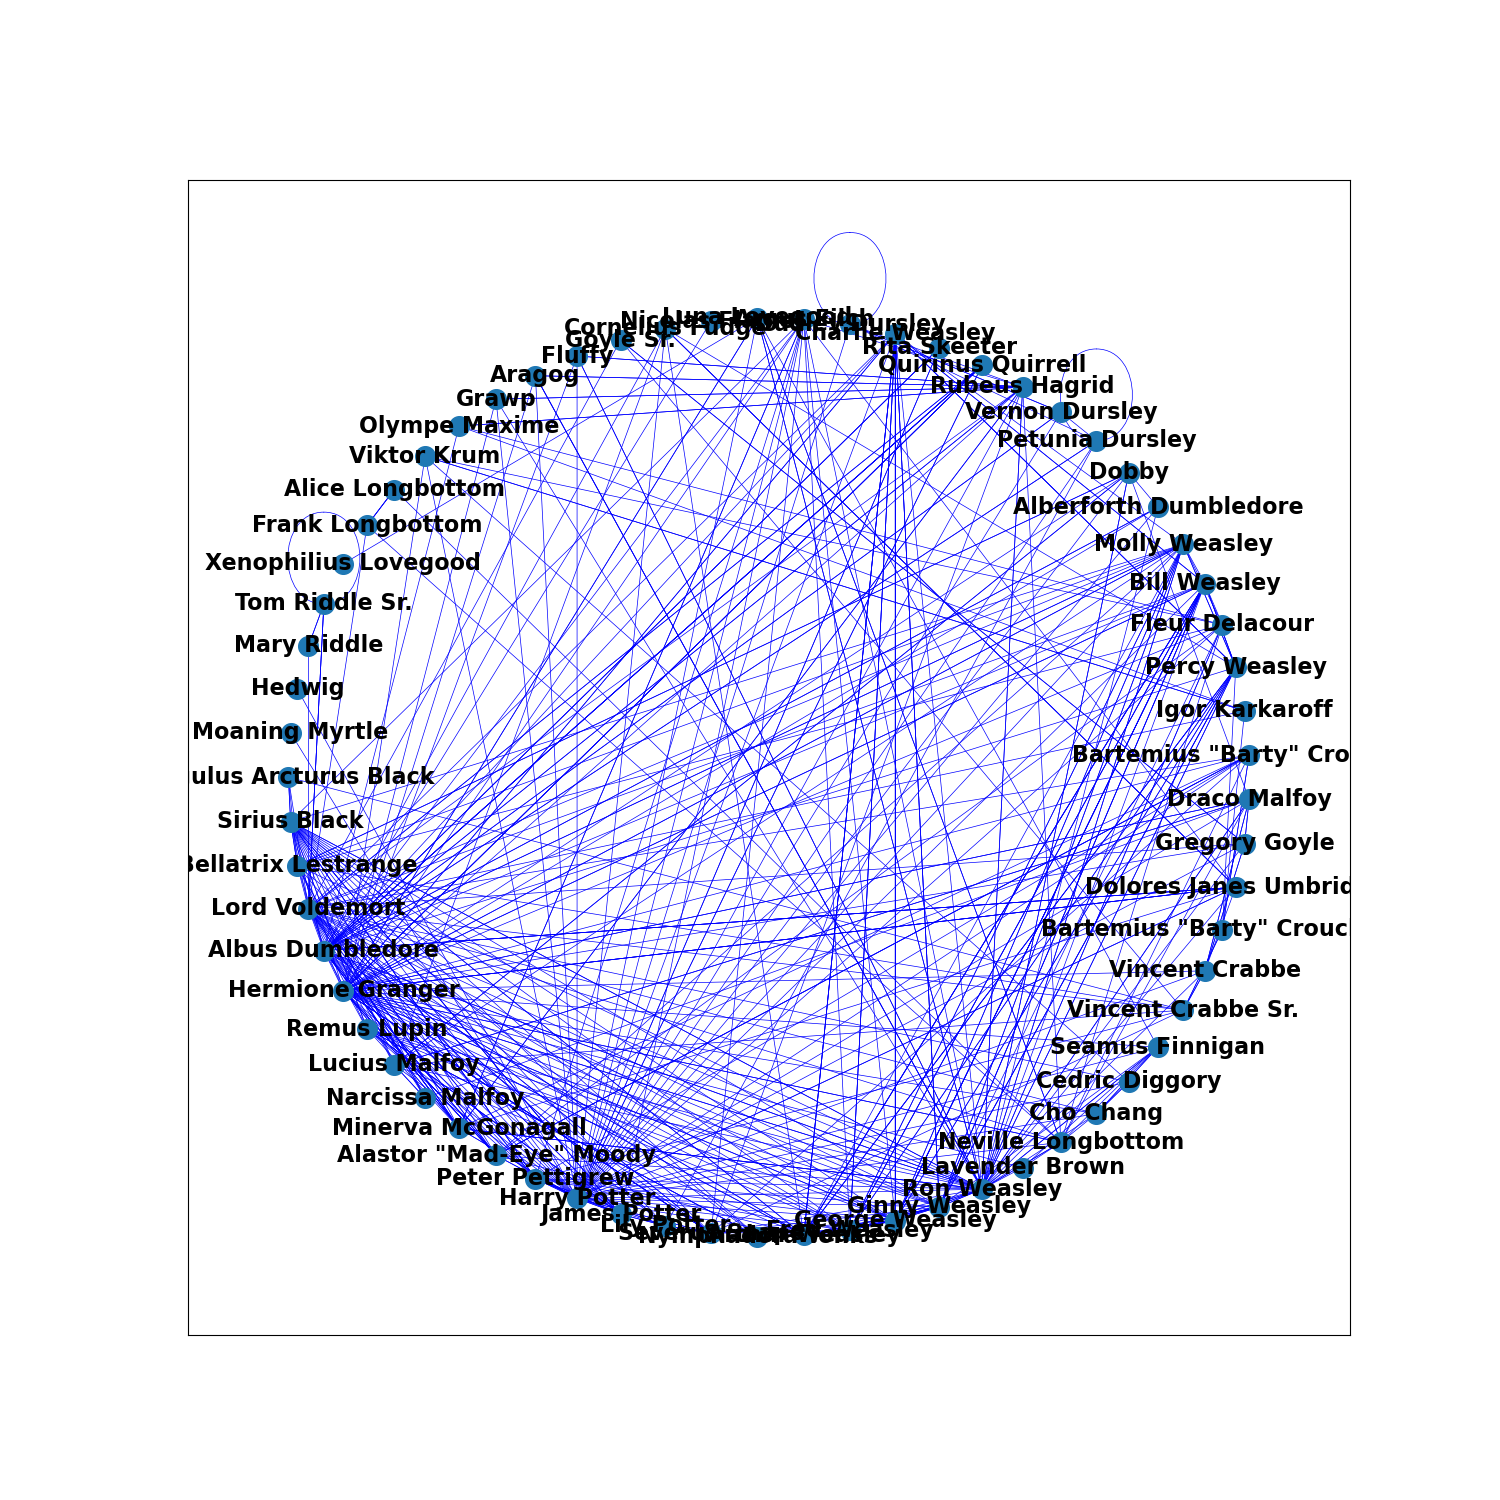 Luna Lovegood
Cornelius Fudge
Charlie Weasley
Goyle Sr.
Rita Skeeter
Fluffy
Quirinus Quirrell
Aragog
Rubeus Hagrid
Grawp
Vernon Dursley
Olympe Maxime
Petunia Dursley
Viktor Krum
Dobby
Alice Longbottom
Alberforth Dumbledore
Frank Longbottom
Molly Weasley
Xenophilius Lovegood
Bill Weasley
Tom Riddle Sr.
Fleur Delacour
Mary Riddle
Percy Weasley
Hedwig
Igor Karkaroff
Moaning Myrtle
Bartemius "Barty" Cro
ulus Arcturus Black
Draco Malfoy
Sirius Black
Gregory Goyle
Bellatrix Lestrange
Dolores Janes Umbrid
Lord Voldemort
Bartemius "Barty" Crouc
Albus Dumbledore
Vincent Crabbe
Hermione Granger
Vincent Crabbe Sr.
Remus Lupin
Seamus Finnigan
Lucius Malfoy
Cedric Diggory
Narcissa Malfoy
Cho Chang
Minerva McGonagall
Neville Longbottom
Alastor "Mad-Eye" Moody
Lavender Brown
Peter Pettigrew
Ron Weasley
Harry Potter
Ginny Weasley
James Potter
George Weasley
Lily Potter